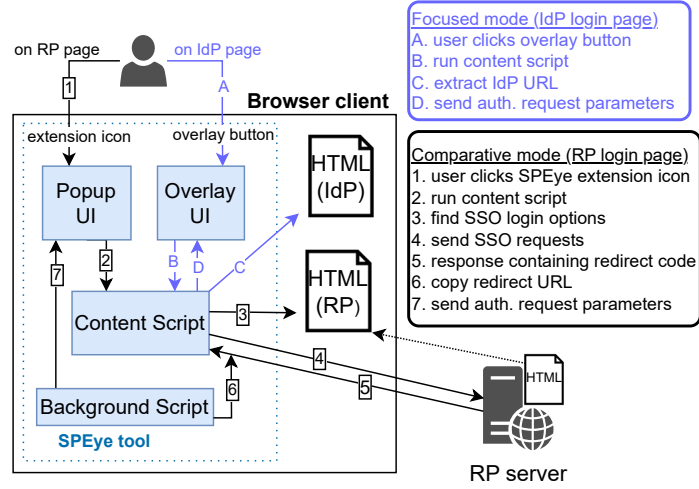 on RP page
on IdP page
1
A
Browser client
extension icon
overlay button
Popup
UI
Overlay
UI
HTML
(IdP)
7
2
B
D
C
HTML
(RP)
Content Script
3
4
5
6
Background Script
SPEye tool
HTML
RP server
Focused mode (IdP login page)
A. user clicks overlay button
B. run content script
C. extract IdP URL
D. send auth. request parameters
Comparative mode (RP login page)
1. user clicks SPEye extension icon
2. run content script
3. find SSO login options
4. send SSO requests
5. response containing redirect code
6. copy redirect URL
7. send auth. request parameters